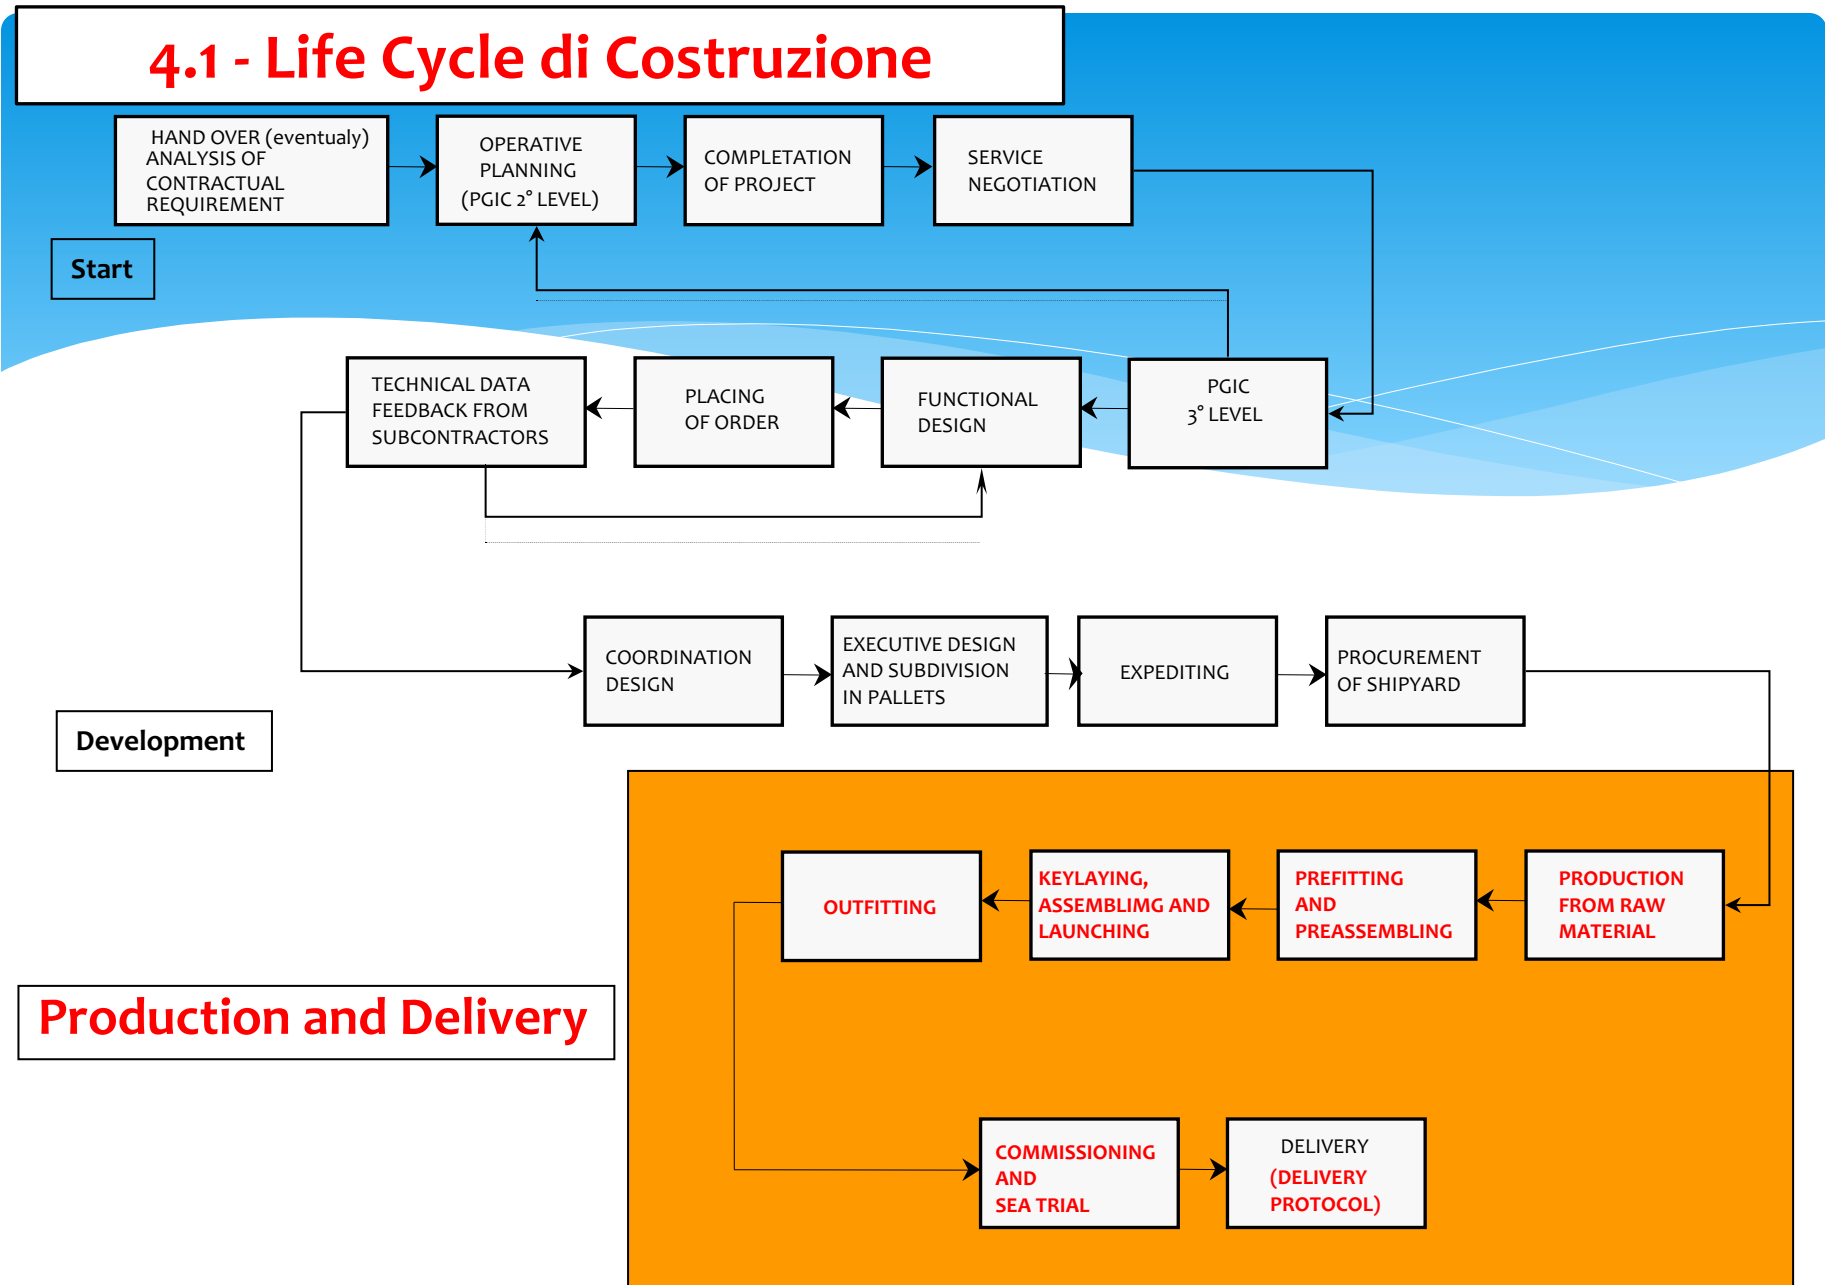 4.1 - Life Cycle di Costruzione
HAND OVER (eventualy)
ANALYSIS OF
CONTRACTUAL
REQUIREMENT
OPERATIVE
PLANNING
(PGIC 2° LEVEL)
COMPLETATION
OF PROJECT
SERVICE
NEGOTIATION
Start
TECHNICAL DATA
FEEDBACK FROM
SUBCONTRACTORS
PLACING
OF ORDER
FUNCTIONAL
DESIGN
PGIC
3° LEVEL
COORDINATION
DESIGN
EXECUTIVE DESIGN
AND SUBDIVISION
IN PALLETS
EXPEDITING
PROCUREMENT
OF SHIPYARD
Development
OUTFITTING
KEYLAYING,
ASSEMBLIMG AND
LAUNCHING
PREFITTING
AND
PREASSEMBLING
PRODUCTION
FROM RAW
MATERIAL
Production and Delivery
COMMISSIONING
AND
SEA TRIAL
DELIVERY
(DELIVERY
PROTOCOL)